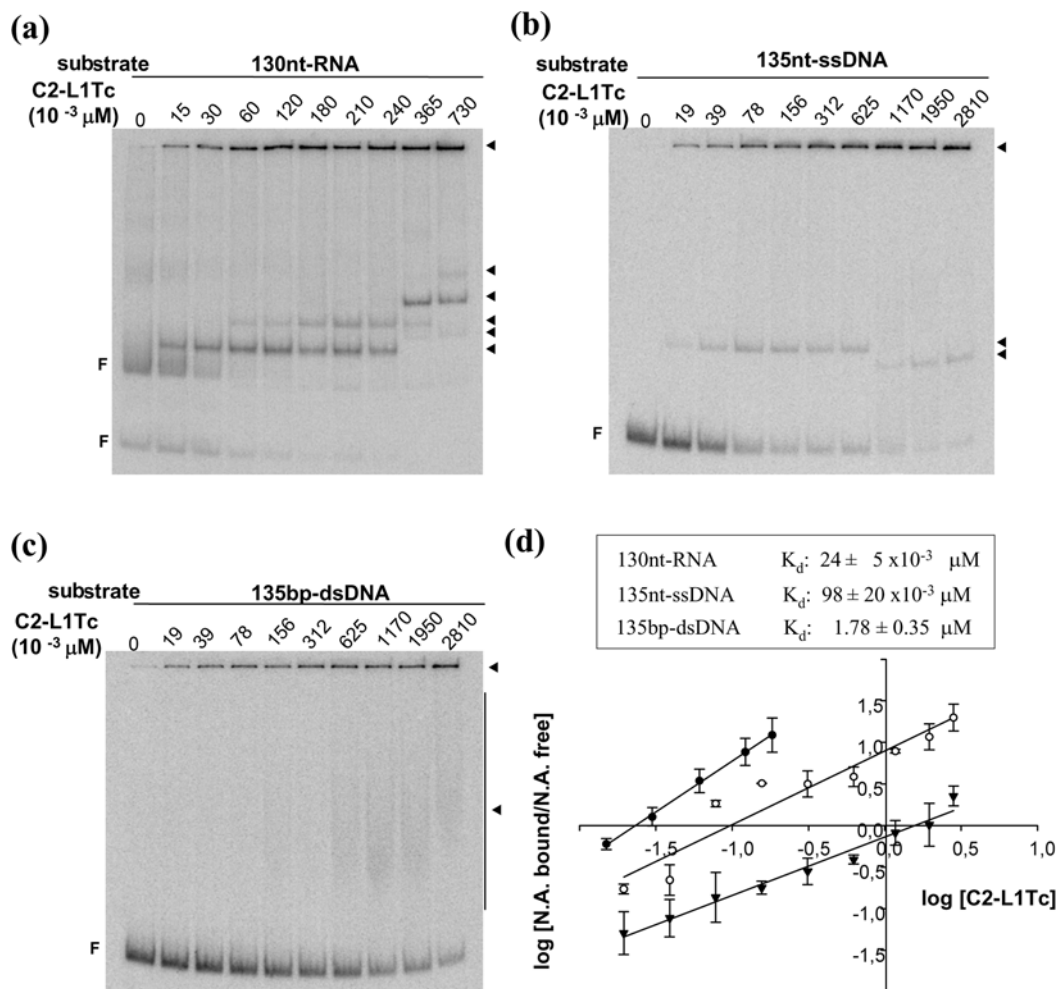 (a)
substrate 130nt-RNA
C2-L1Tc
(10 -3 μM)
0 15 30 60 120 180 210 240 365 730
F
F
(b)
substrate 135nt-ssDNA
C2-L1Tc
(10 -3 μM)
0 19 39 78 156 312 625 1170 1950 2810
F
(c)
substrate 135bp-dsDNA
C2-L1Tc
(10 -3 μM)
0 19 39 78 156 312 625 1170 1950 2810
F
(d)
130nt-RNA Kd: 24 ± 5 x10-3 μM
135nt-ssDNA Kd: 98 ± 20 x10-3 μM
135bp-dsDNA Kd: 1.78 ± 0.35 μM
log [N.A. bound/N.A. free]
1,5
1,0
0,5
0,0
-1,5 -1,0 -0,5 0,0 0,5
-0,5
-1,0
-1,5
log [C2-L1Tc]